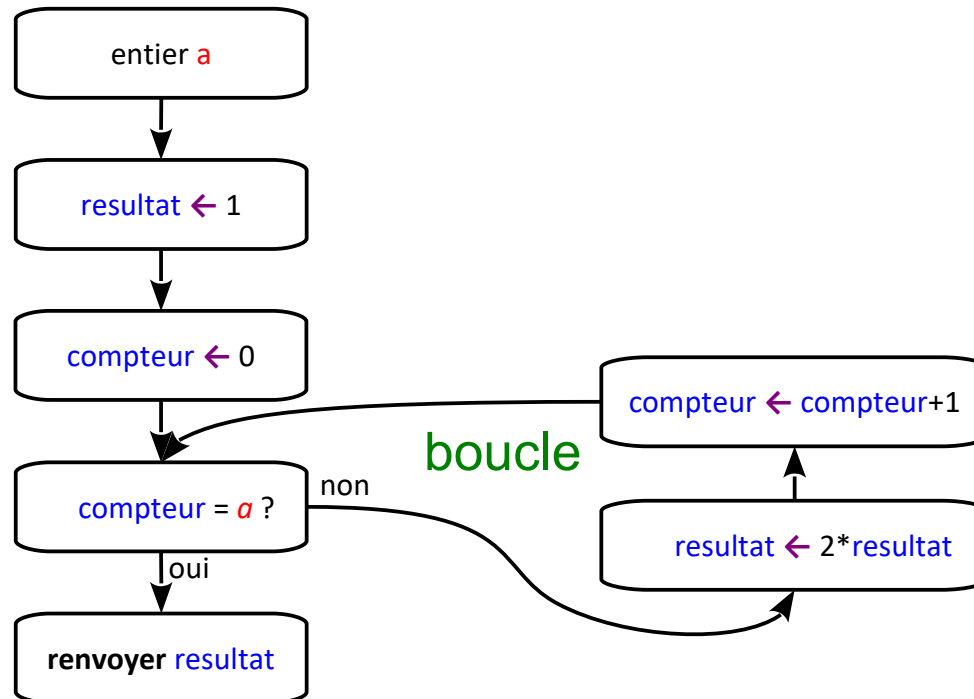 entier a
resultat ← 1
compteur ← 0
compteur = a ?
non
oui
renvoyer resultat
boucle
compteur ← compteur+1
resultat ← 2*resultat